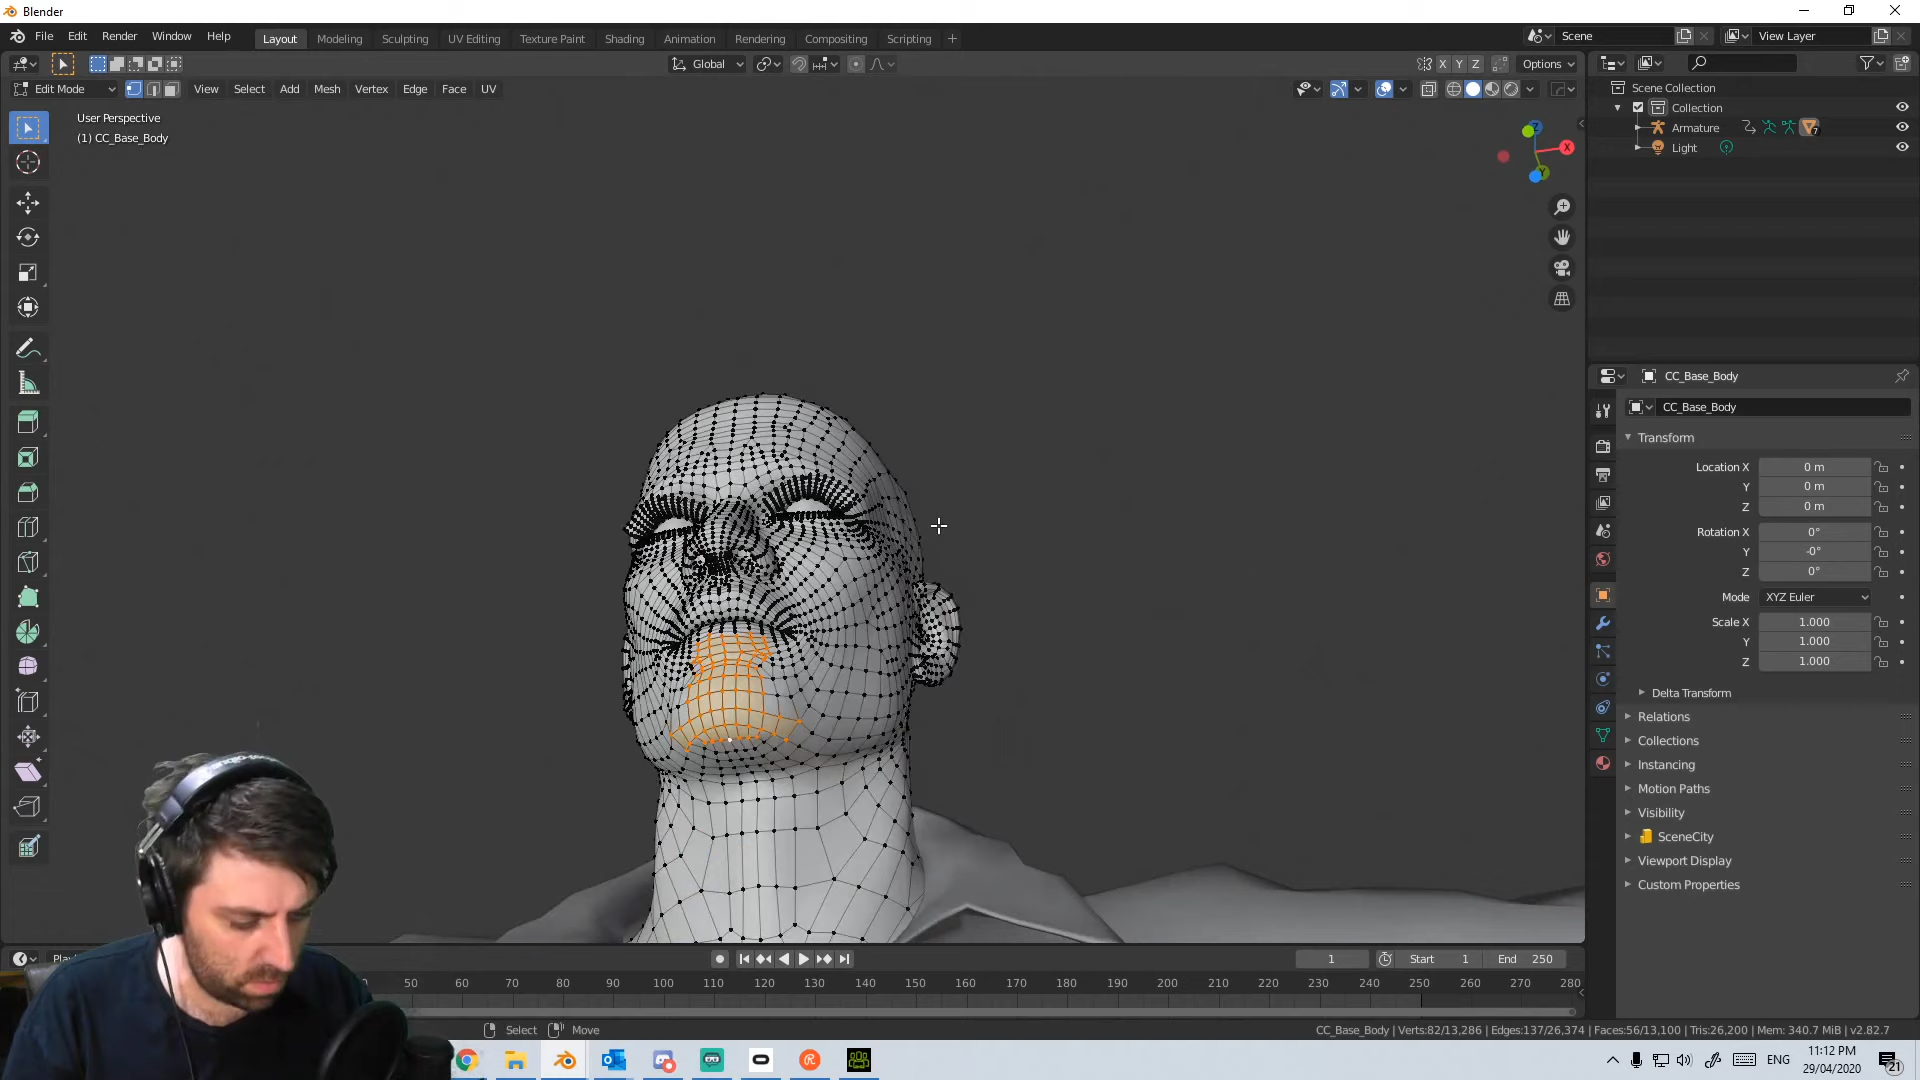 Blender
File Edit Render Window Help Layout Modeling Sculpting UV Editing Texture Paint Shading Animation Rendering Compositing Scripting + Scene View Layer
Global X Y Z Options
Edit Mode View Select Add Mesh Vertex Edge Face UV
User Perspective
(1) CC_Base_Body
Z X Y
Scene Collection
Collection
Armature 7
Light
CC_Base_Body
CC_Base_Body
Transform
Location X 0 m
Y 0 m
Z 0 m
Rotation X 0°
Y -0°
Z 0°
Mode XYZ Euler
Scale X 1.000
Y 1.000
Z 1.000
Delta Transform
Relations
Collections
Instancing
Motion Paths
Visibility
SceneCity
Viewport Display
Custom Properties
1 Start 1 End 250
50 60 70 80 90 100 110 120 130 140 150 160 170 180 190 200 210 220 230 240 250 260 270 280
Select Move
CC_Base_Body | Verts:82/13,286 | Edges:137/26,374 | Faces:56/13,100 | Tris:26,200 | Mem: 340.7 MiB | v2.82.7
ENG 11:12 PM
29/04/2020 21